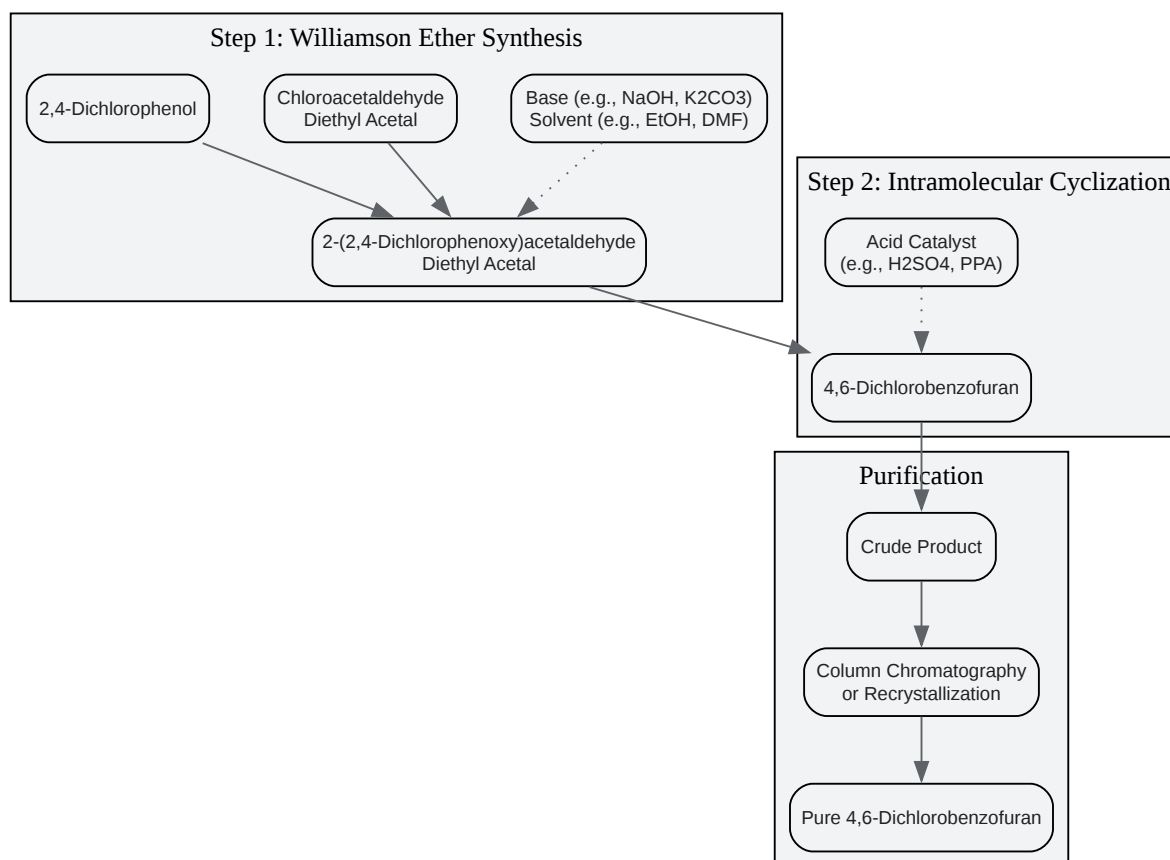 Step 1: Williamson Ether Synthesis
2,4-Dichlorophenol
Chloroacetaldehyde
Diethyl Acetal
Base (e.g., NaOH, K2CO3)
Solvent (e.g., EtOH, DMF)
2-(2,4-Dichlorophenoxy)acetaldehyde
Diethyl Acetal
Step 2: Intramolecular Cyclization
Acid Catalyst
(e.g., H2SO4, PPA)
4,6-Dichlorobenzofuran
Purification
Crude Product
Column Chromatography
or Recrystallization
Pure 4,6-Dichlorobenzofuran